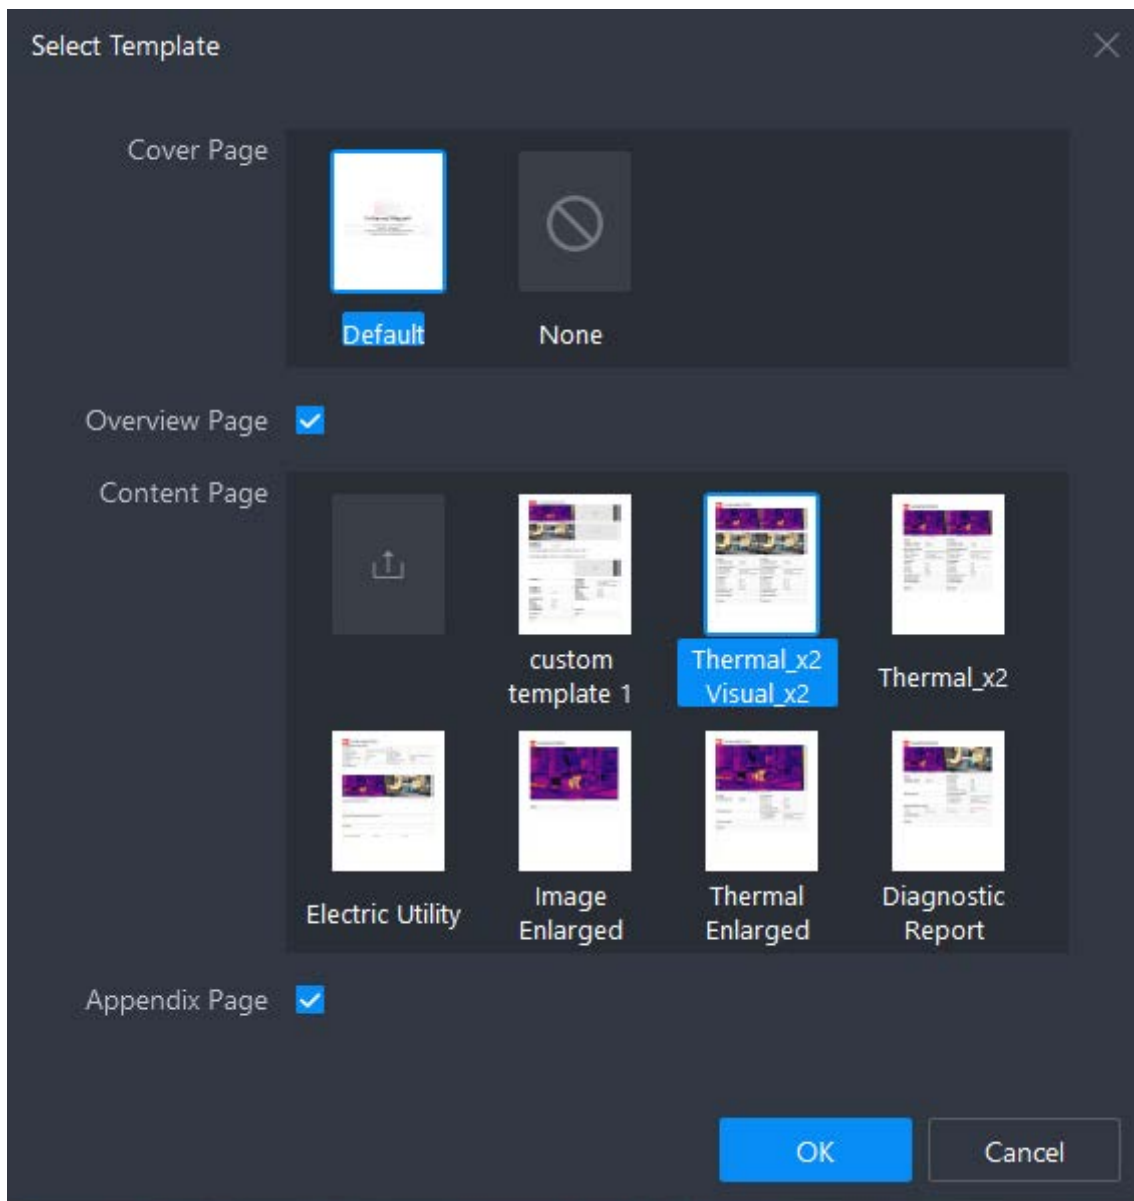 Select Template
Cover Page
Default
None
Overview Page
Content Page
custom
template 1
Thermal_x2
Visual_x2
Thermal_x2
Electric Utility
Image
Enlarged
Thermal
Enlarged
Diagnostic
Report
Appendix Page
OK
Cancel